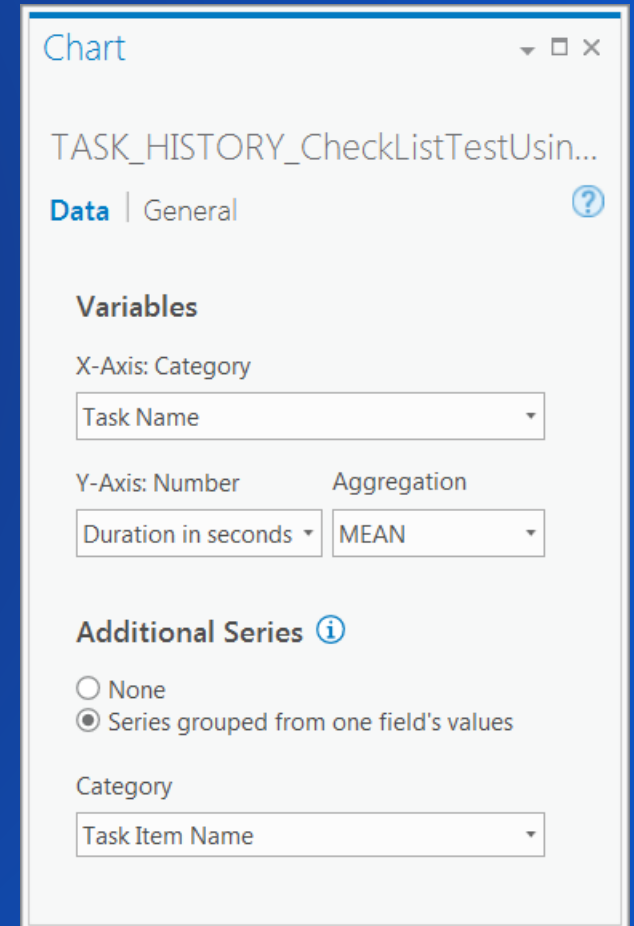 Chart
TASK_HISTORY_CheckListTestUsin...
Data | General
Variables
X-Axis: Category
Task Name
Y-Axis: Number Aggregation
Duration in seconds MEAN
Additional Series
None
Series grouped from one field's values
Category
Task Item Name